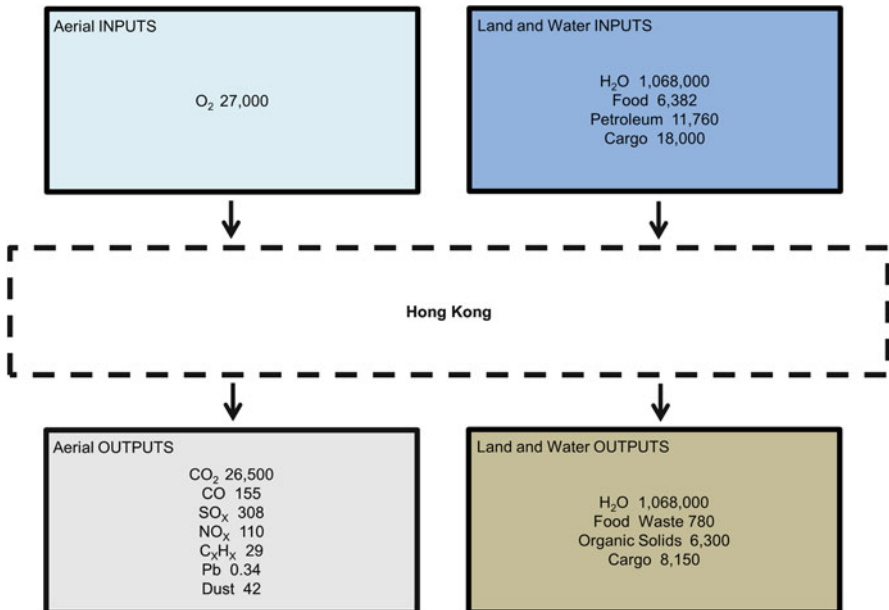 Aerial INPUTS
O₂ 27,000
Land and Water INPUTS
H₂O 1,068,000
Food 6,382
Petroleum 11,760
Cargo 18,000
Hong Kong
Aerial OUTPUTS
CO₂ 26,500
CO 155
SOₓ 308
NOₓ 110
CₓHₓ 29
Pb 0.34
Dust 42
Land and Water OUTPUTS
H₂O 1,068,000
Food Waste 780
Organic Solids 6,300
Cargo 8,150